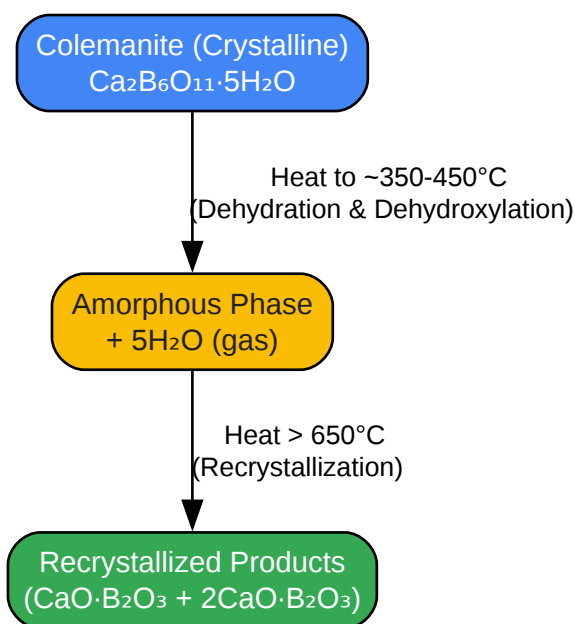 Colemanite (Crystalline)
Ca₂B₆O₁₁·5H₂O
Heat to ~350-450°C
(Dehydration & Dehydroxylation)
Amorphous Phase
+ 5H₂O (gas)
Heat > 650°C
(Recrystallization)
Recrystallized Products
(CaO·B₂O₃ + 2CaO·B₂O₃)